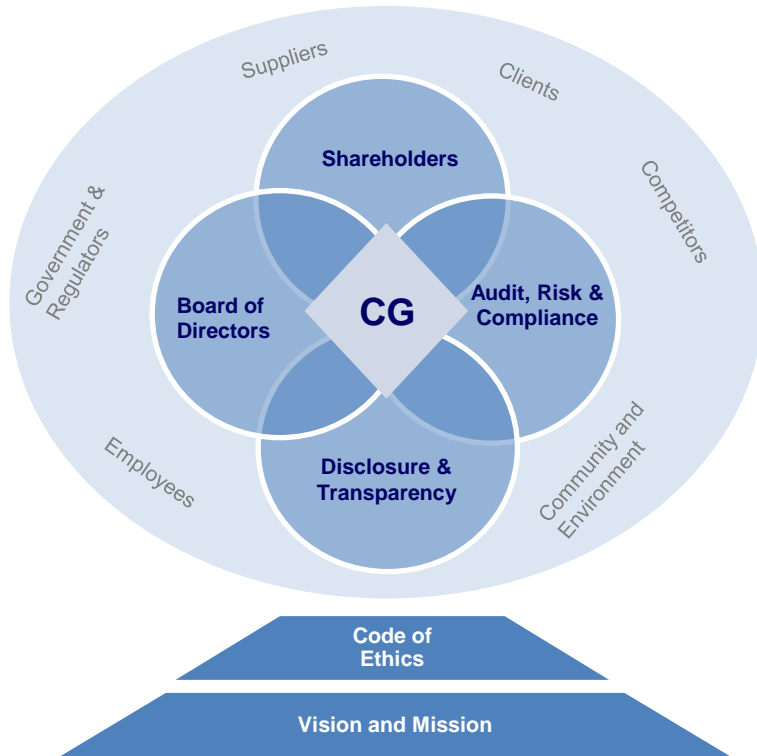 Suppliers
Clients
Shareholders
Competitors
Government &
Regulators
Board of
Directors
CG
Audit, Risk &
Compliance
Employees
Disclosure &
Transparency
Community and
Environment
Code of
Ethics
Vision and Mission